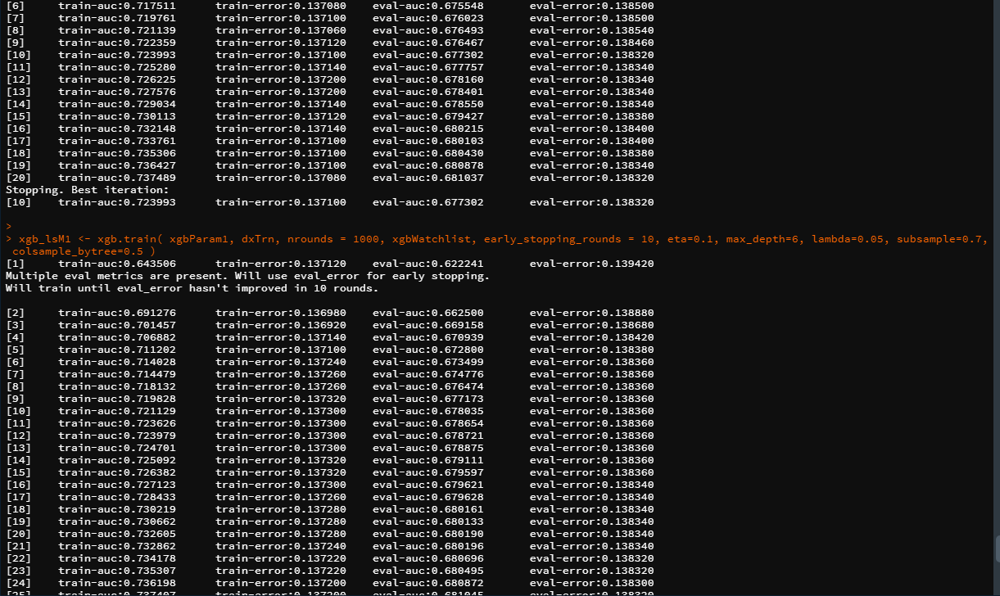 [6] train-auc:0.717511 train-error:0.137080 eval-auc:0.675548 eval-error:0.138500
[7] train-auc:0.719761 train-error:0.137100 eval-auc:0.676023 eval-error:0.138500
[8] train-auc:0.721139 train-error:0.137060 eval-auc:0.676493 eval-error:0.138540
[9] train-auc:0.722359 train-error:0.137120 eval-auc:0.676467 eval-error:0.138460
[10] train-auc:0.723993 train-error:0.137100 eval-auc:0.677302 eval-error:0.138320
[11] train-auc:0.725280 train-error:0.137140 eval-auc:0.677757 eval-error:0.138340
[12] train-auc:0.726225 train-error:0.137200 eval-auc:0.678160 eval-error:0.138340
[13] train-auc:0.727576 train-error:0.137200 eval-auc:0.678401 eval-error:0.138340
[14] train-auc:0.729034 train-error:0.137140 eval-auc:0.678550 eval-error:0.138340
[15] train-auc:0.730113 train-error:0.137120 eval-auc:0.679427 eval-error:0.138380
[16] train-auc:0.732148 train-error:0.137140 eval-auc:0.680215 eval-error:0.138400
[17] train-auc:0.733761 train-error:0.137100 eval-auc:0.680103 eval-error:0.138400
[18] train-auc:0.735306 train-error:0.137100 eval-auc:0.680430 eval-error:0.138380
[19] train-auc:0.736427 train-error:0.137100 eval-auc:0.680878 eval-error:0.138340
[20] train-auc:0.737489 train-error:0.137080 eval-auc:0.681037 eval-error:0.138320
Stopping. Best iteration:
[10] train-auc:0.723993 train-error:0.137100 eval-auc:0.677302 eval-error:0.138320
>
> xgb_lsM1 <- xgb.train( xgbParam1, dxTrn, nrounds = 1000, xgbWatchlist, early_stopping_rounds = 10, eta=0.1, max_depth=6, lambda=0.05, subsample=0.7,
colsample_bytree=0.5 )
[1] train-auc:0.643506 train-error:0.137120 eval-auc:0.622241 eval-error:0.139420
Multiple eval metrics are present. Will use eval_error for early stopping.
Will train until eval_error hasn't improved in 10 rounds.
[2] train-auc:0.691276 train-error:0.136980 eval-auc:0.662500 eval-error:0.138880
[3] train-auc:0.701457 train-error:0.136920 eval-auc:0.669158 eval-error:0.138680
[4] train-auc:0.706882 train-error:0.137140 eval-auc:0.670939 eval-error:0.138420
[5] train-auc:0.711202 train-error:0.137100 eval-auc:0.672800 eval-error:0.138380
[6] train-auc:0.714028 train-error:0.137240 eval-auc:0.673499 eval-error:0.138360
[7] train-auc:0.714479 train-error:0.137260 eval-auc:0.674776 eval-error:0.138360
[8] train-auc:0.718132 train-error:0.137260 eval-auc:0.676474 eval-error:0.138360
[9] train-auc:0.719828 train-error:0.137320 eval-auc:0.677173 eval-error:0.138360
[10] train-auc:0.721129 train-error:0.137300 eval-auc:0.678035 eval-error:0.138360
[11] train-auc:0.723626 train-error:0.137300 eval-auc:0.678654 eval-error:0.138360
[12] train-auc:0.723979 train-error:0.137300 eval-auc:0.678721 eval-error:0.138360
[13] train-auc:0.724701 train-error:0.137300 eval-auc:0.678875 eval-error:0.138360
[14] train-auc:0.725092 train-error:0.137320 eval-auc:0.679111 eval-error:0.138360
[15] train-auc:0.726382 train-error:0.137320 eval-auc:0.679597 eval-error:0.138360
[16] train-auc:0.727123 train-error:0.137300 eval-auc:0.679621 eval-error:0.138340
[17] train-auc:0.728433 train-error:0.137260 eval-auc:0.679628 eval-error:0.138340
[18] train-auc:0.730219 train-error:0.137280 eval-auc:0.680161 eval-error:0.138340
[19] train-auc:0.730662 train-error:0.137280 eval-auc:0.680133 eval-error:0.138340
[20] train-auc:0.732605 train-error:0.137280 eval-auc:0.680190 eval-error:0.138340
[21] train-auc:0.732862 train-error:0.137240 eval-auc:0.680196 eval-error:0.138340
[22] train-auc:0.734178 train-error:0.137220 eval-auc:0.680696 eval-error:0.138320
[23] train-auc:0.735307 train-error:0.137220 eval-auc:0.680495 eval-error:0.138320
[24] train-auc:0.736198 train-error:0.137200 eval-auc:0.680872 eval-error:0.138300